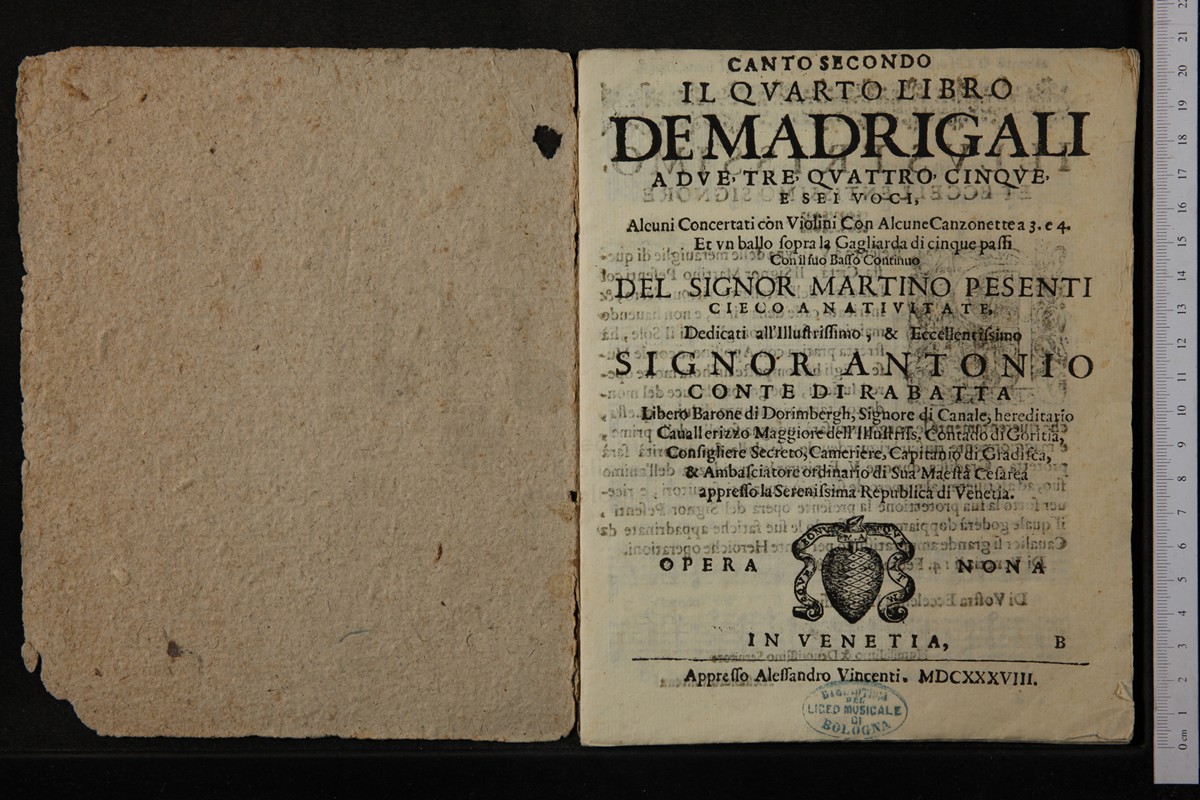 CANTO SECONDO
IL QVARTO LIBRO
DE MADRIGALI
A DVE, TRE, QVATTRO, CINQVE,
E SEI VOCI,
Alcuni Concertati con Violini Con Alcune Canzonette a 3. e 4.
Et vn ballo ſopra la Gagliarda di cinque paſſi
Con il ſuo Baſſo Continuo
DEL SIGNOR MARTINO PESENTI
CIECO A NATIVITATE,
Dedicati all'Illuſtriſſimo, & Eccellentiſſimo
SIGNOR ANTONIO
CONTE DI RABATTA
Libero Barone di Dorimbergh, Signore di Canale, hereditario
Cauallerizzo Maggiore dell'Illuſtriſs. Contado di Goritia,
Conſigliere Secreto, Cameriere, Capitanio di Gradiſca,
& Ambaſciatore ordinario di Sua Maeſtà Ceſarea
appreſſo la Sereniſsima Republica di Venetia.
OPERA NONA
IN VENETIA, B
Appreſſo Aleſſandro Vincenti. MDCXXXVIII.
BIBLIOTECA
DEL
LICEO MUSICALE
DI
BOLOGNA